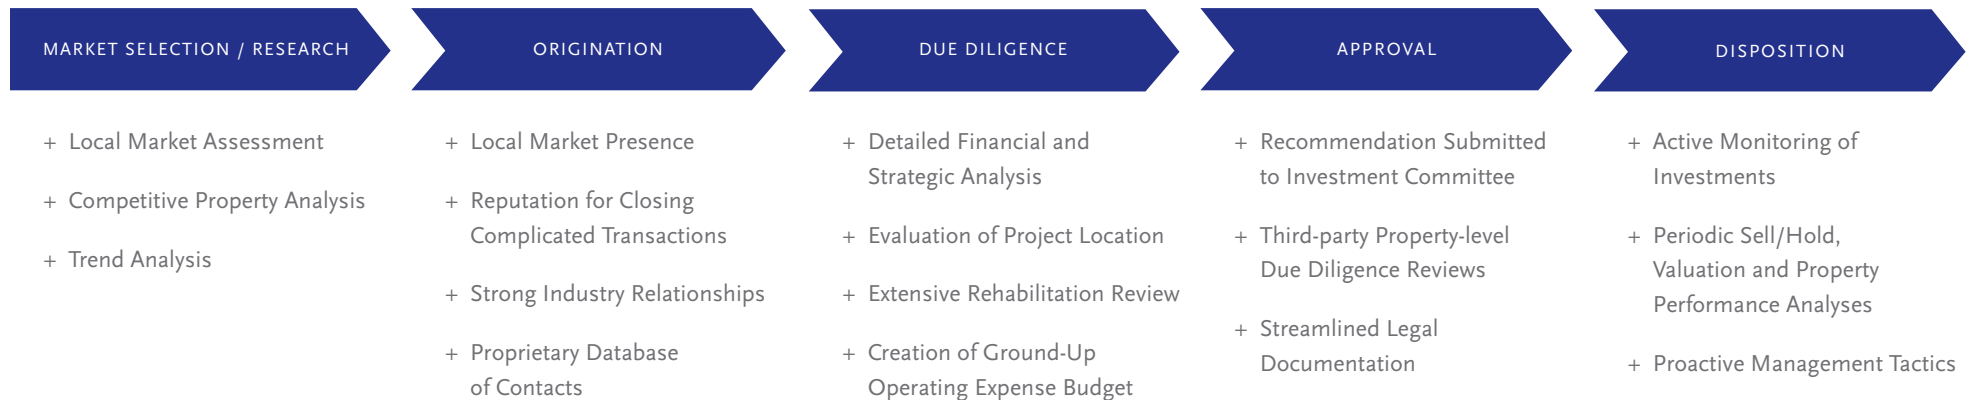 MARKET SELECTION / RESEARCH
+ Local Market Assessment
+ Competitive Property Analysis
+ Trend Analysis
ORIGINATION
+ Local Market Presence
+ Reputation for Closing
Complicated Transactions
+ Strong Industry Relationships
+ Proprietary Database
of Contacts
DUE DILIGENCE
+ Detailed Financial and
Strategic Analysis
+ Evaluation of Project Location
+ Extensive Rehabilitation Review
+ Creation of Ground-Up
Operating Expense Budget
APPROVAL
+ Recommendation Submitted
to Investment Committee
+ Third-party Property-level
Due Diligence Reviews
+ Streamlined Legal
Documentation
DISPOSITION
+ Active Monitoring of
Investments
+ Periodic Sell/Hold,
Valuation and Property
Performance Analyses
+ Proactive Management Tactics